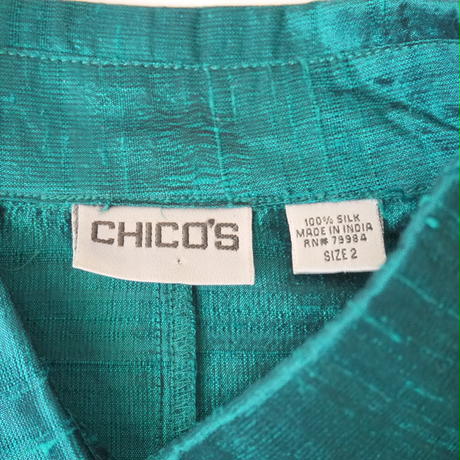 CHICO'S
100% SILK
MADE IN INDIA
RN# 79984
SIZE 2